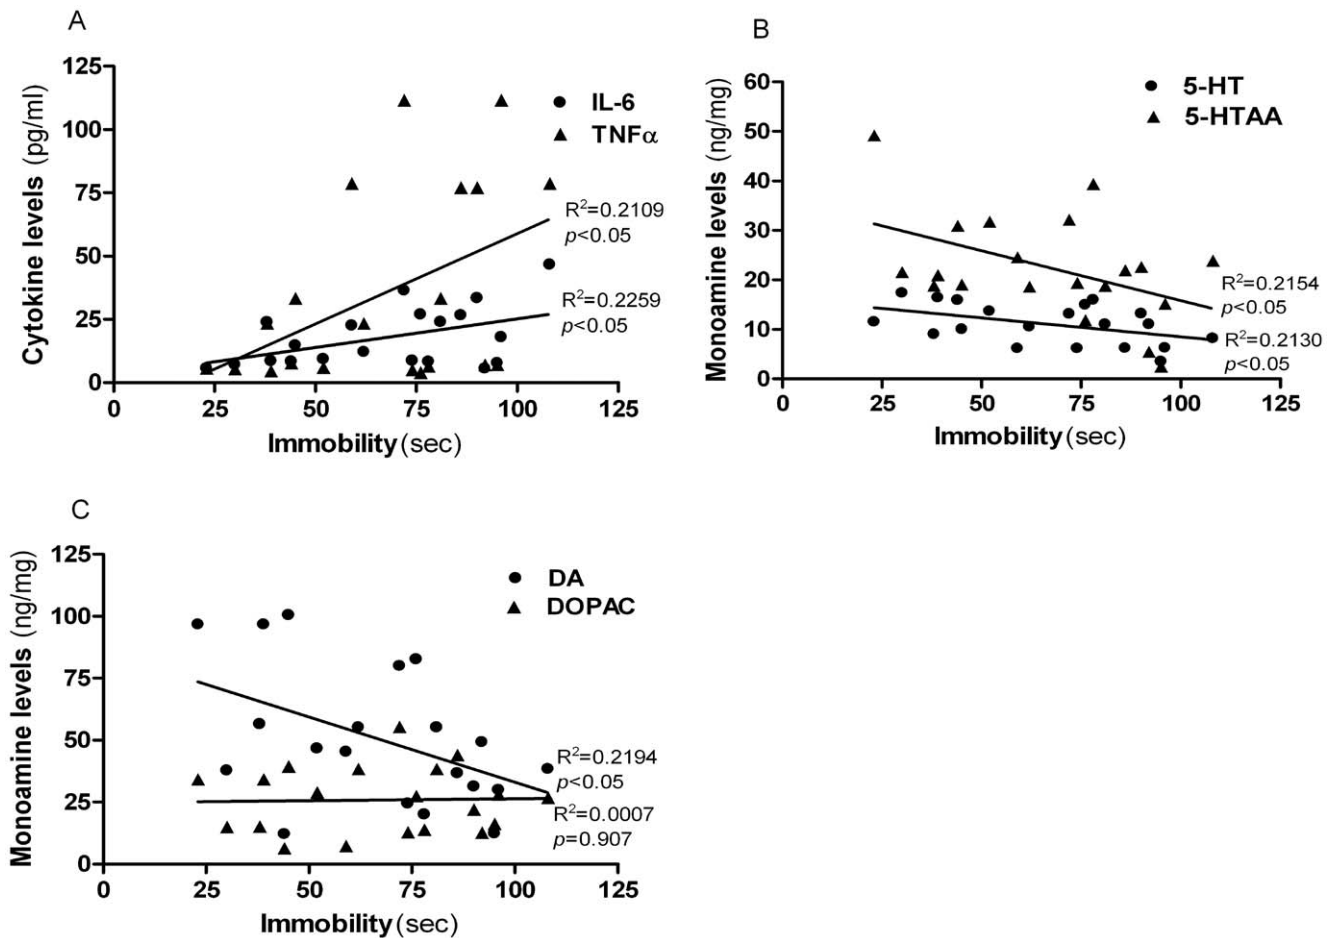 A
125
100
75
50
25
0
Cytokine levels (pg/ml)
IL-6
TNFα
R²=0.2109
p<0.05
R²=0.2259
p<0.05
0 25 50 75 100 125
Immobility (sec)
B
60
50
40
30
20
10
0
Monoamine levels (ng/mg)
5-HT
5-HTAA
R²=0.2154
p<0.05
R²=0.2130
p<0.05
0 25 50 75 100 125
Immobility (sec)
C
125
100
75
50
25
0
Monoamine levels (ng/mg)
DA
DOPAC
R²=0.2194
p<0.05
R²=0.0007
p=0.907
0 25 50 75 100 125
Immobility (sec)